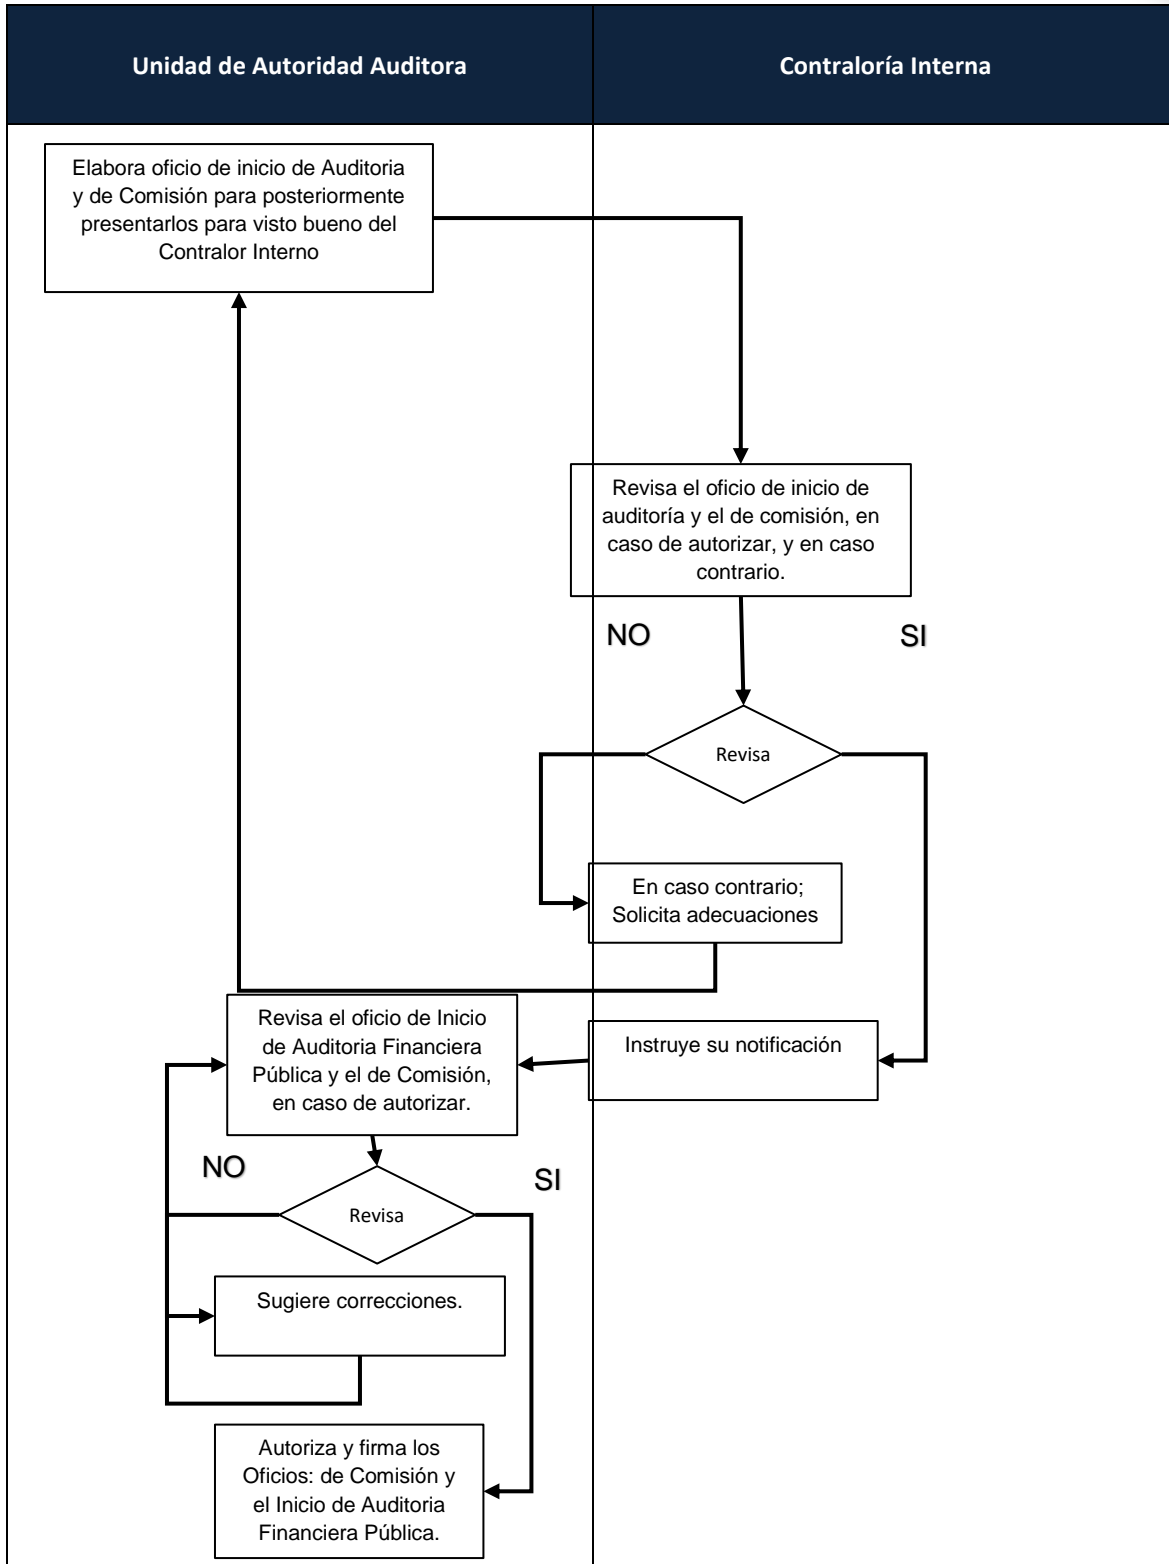 Unidad de Autoridad Auditora
Contraloría Interna
Elabora oficio de inicio de Auditoria
y de Comisión para posteriormente
presentarlos para visto bueno del
Contralor Interno
Revisa el oficio de inicio de
auditoría y el de comisión, en
caso de autorizar, y en caso
contrario.
NO
SI
Revisa
En caso contrario;
Solicita adecuaciones
Instruye su notificación
Revisa el oficio de Inicio
de Auditoria Financiera
Pública y el de Comisión,
en caso de autorizar.
NO
SI
Revisa
Sugiere correcciones.
Autoriza y firma los
Oficios: de Comisión y
el Inicio de Auditoria
Financiera Pública.